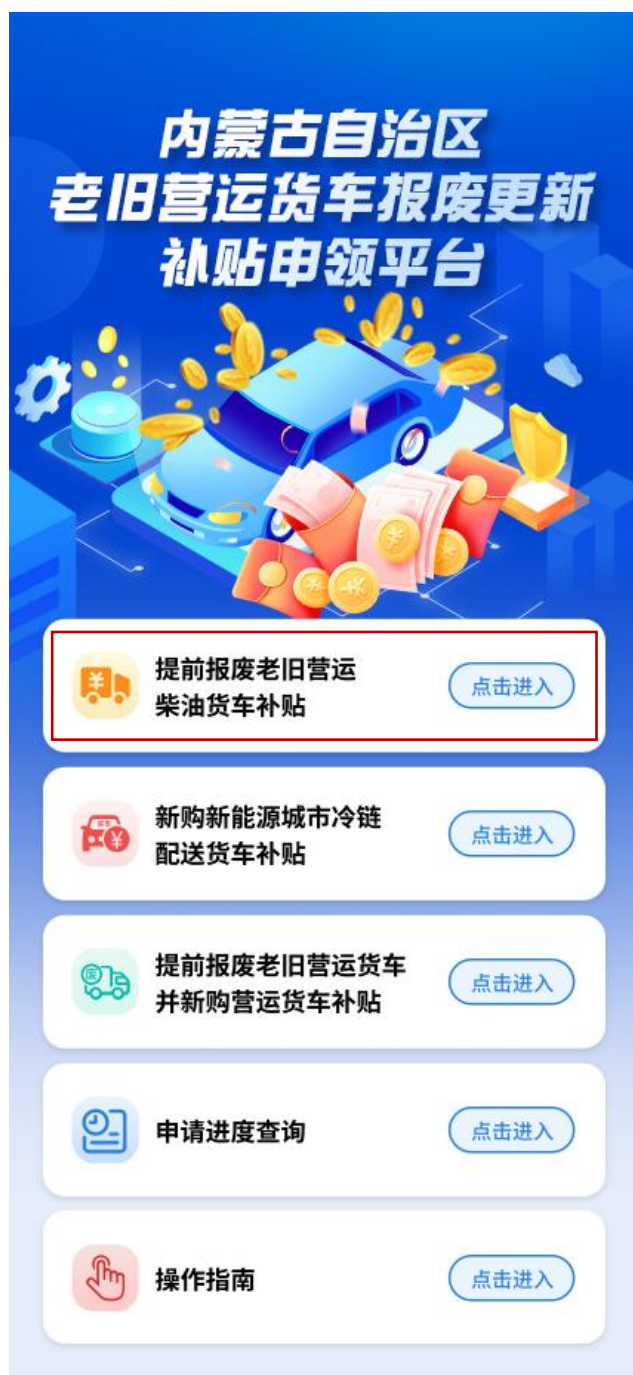 内蒙古自治区
老旧营运货车报废更新
补贴申领平台
提前报废老旧营运
柴油货车补贴
点击进入
新购新能源城市冷链
配送货车补贴
点击进入
提前报废老旧营运货车
并新购营运货车补贴
点击进入
申请进度查询
点击进入
操作指南
点击进入